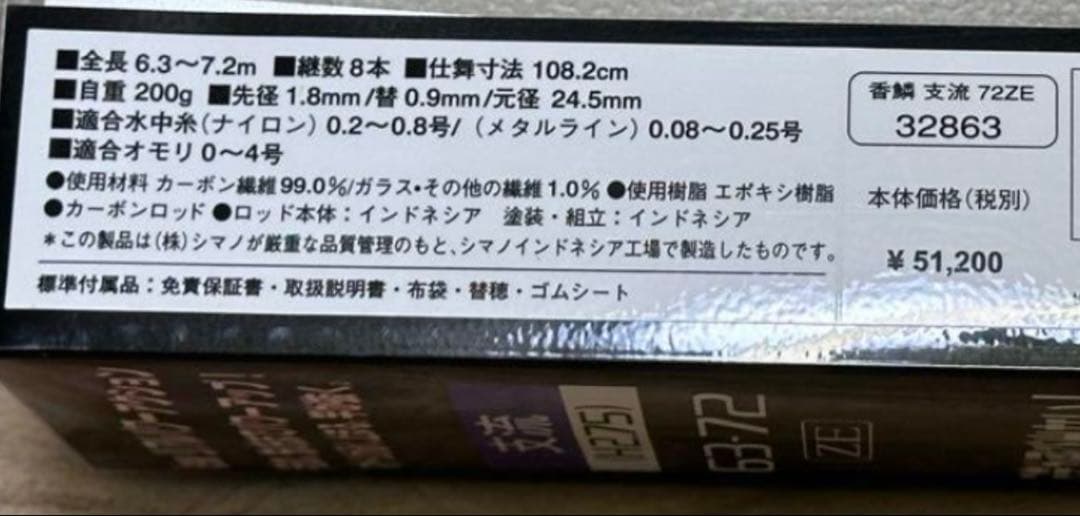 ■全長 6.3〜7.2m ■継数 8本 ■仕舞寸法 108.2cm
■自重 200g ■先径 1.8mm/替 0.9mm/元径 24.5mm
■適合水中糸(ナイロン) 0.2〜0.8号/(メタルライン) 0.08〜0.25号
■適合オモリ 0〜4号
●使用材料 カーボン繊維99.0%/ガラス・その他の繊維1.0% ●使用樹脂 エポキシ樹脂
●カーボンロッド ●ロッド本体:インドネシア 塗装・組立:インドネシア
*この製品は(株)シマノが厳重な品質管理のもと、シマノインドネシア工場で製造したものです。
標準付属品:免責保証書・取扱説明書・布袋・替穂・ゴムシート
香鱗 支流 72ZE
32863
本体価格(税別)
¥ 51,200
支流
H2.75
63・72
ZE